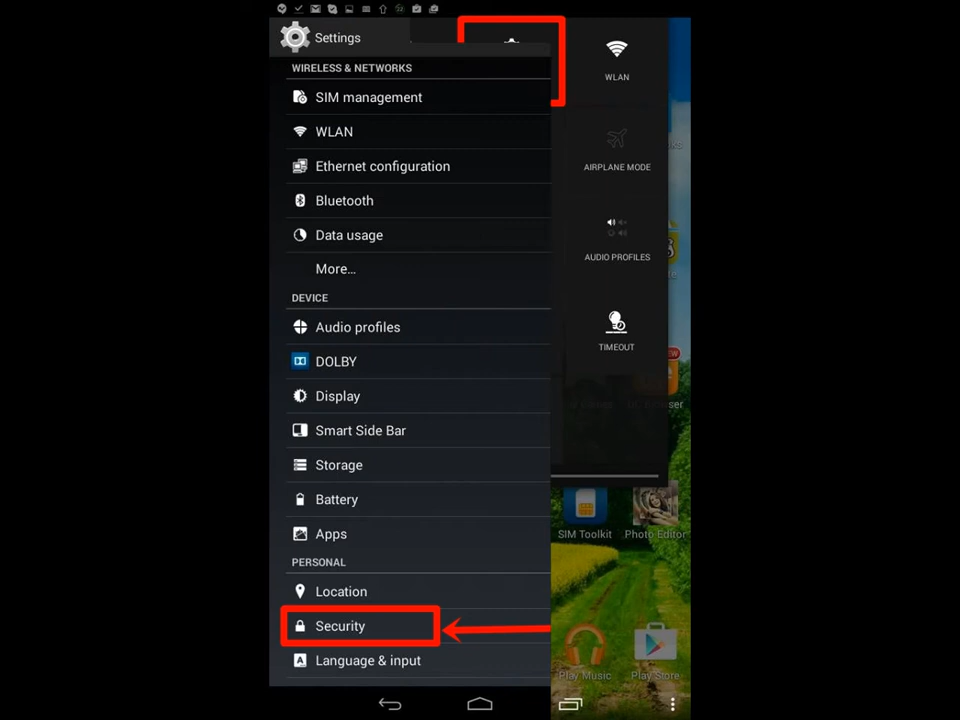 Settings
WIRELESS & NETWORKS
SIM management
WLAN
Ethernet configuration
Bluetooth
Data usage
More...
DEVICE
Audio profiles
DOLBY
Display
Smart Side Bar
Storage
Battery
Apps
PERSONAL
Location
Security
Language & input
WLAN
AIRPLANE MODE
AUDIO PROFILES
TIMEOUT
SIM Toolkit
Photo Editor
Play Music
Play Store